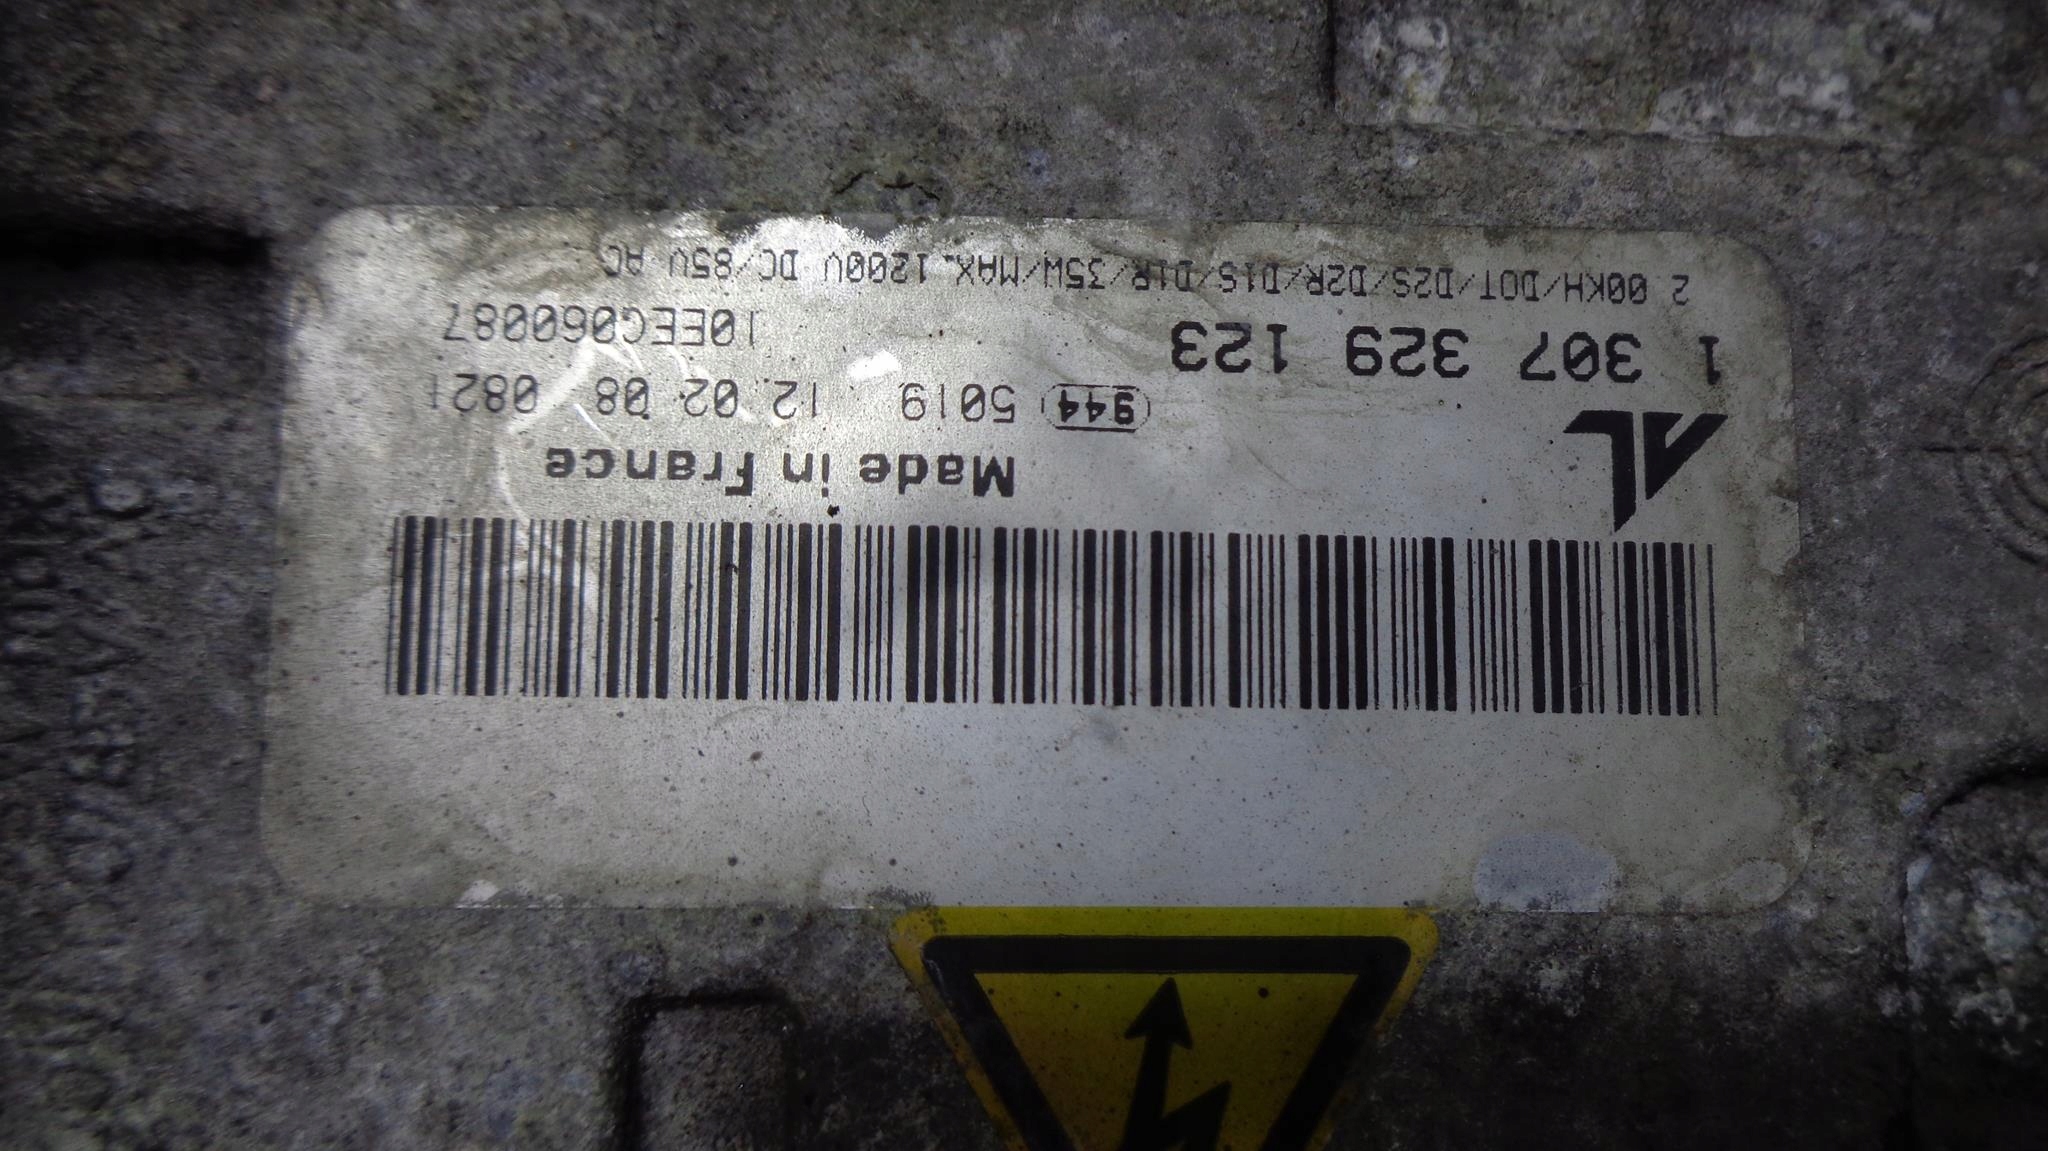 AL
Made in France
944 5019 12.02.08 0821
1 307 329 123
10EEC060087
2.00KH/DOT/D2S/D2R/D1S/D1R/35W/MAX.1200V DC/85V AC